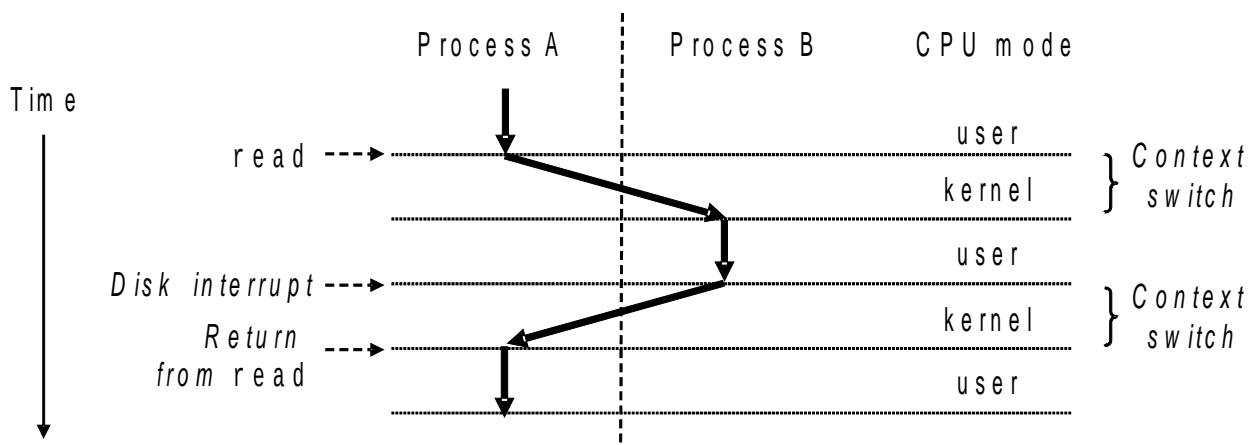 Process A Process B CPU mode
Time
user
read
Context
switch
kernel
user
Disk interrupt
Context
switch
kernel
Return
from read
user